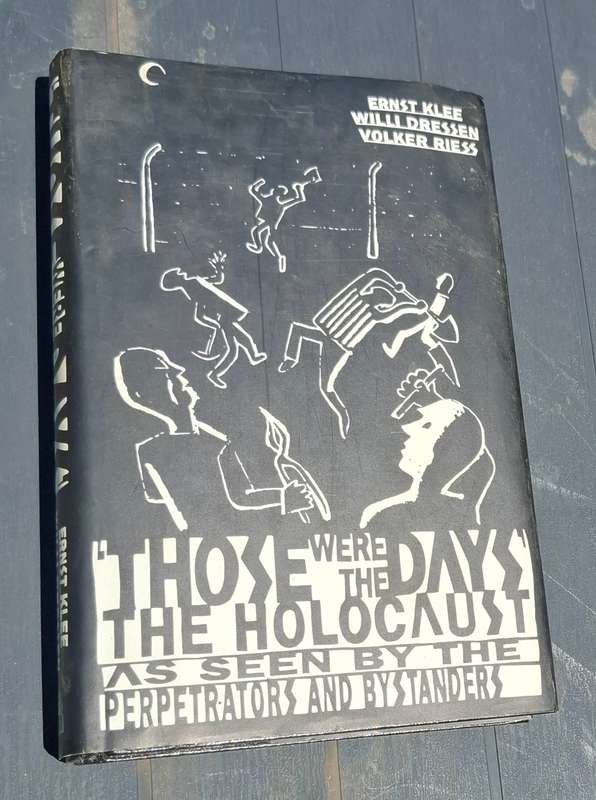 ERNST KLEE
WILLI DRESSEN
VOLKER RIESS
'THOSE WERE THE DAYS'
THE HOLOCAUST
AS SEEN BY THE
PERPETRATORS AND BYSTANDERS
ERNST KLEE